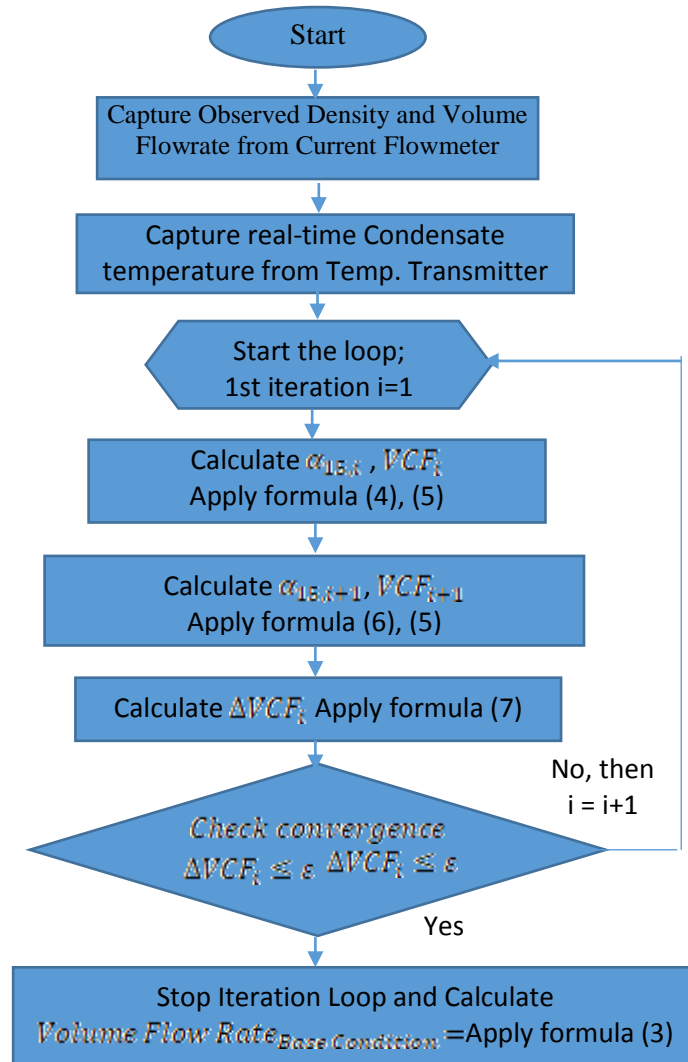 Start
Capture Observed Density and Volume
Flowrate from Current Flowmeter
Capture real-time Condensate
temperature from Temp. Transmitter
Start the loop;
1st iteration i=1
Calculate α₁₅,ᵢ , VCFᵢ
Apply formula (4), (5)
Calculate α₁₅,ᵢ₊₁, VCFᵢ₊₁
Apply formula (6), (5)
Calculate ΔVCFᵢ Apply formula (7)
No, then
i = i+1
Check convergence
ΔVCFᵢ ≤ ε ΔVCFᵢ ≤ ε
Yes
Stop Iteration Loop and Calculate
Volume Flow Rate_Base Condition =Apply formula (3)